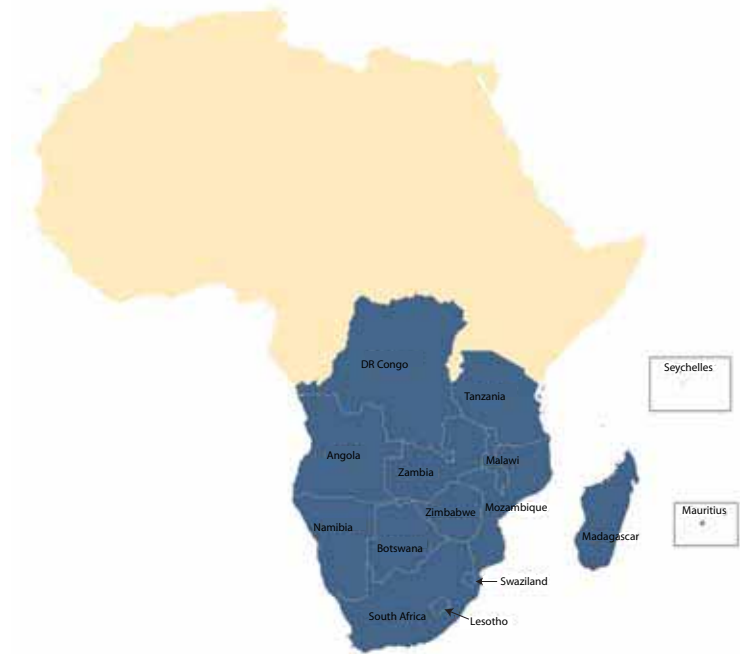 DR Congo
Seychelles
Tanzania
Angola
Malawi
Zambia
Mozambique
Mauritius
Zimbabwe
Namibia
Madagascar
Botswana
Swaziland
South Africa
Lesotho